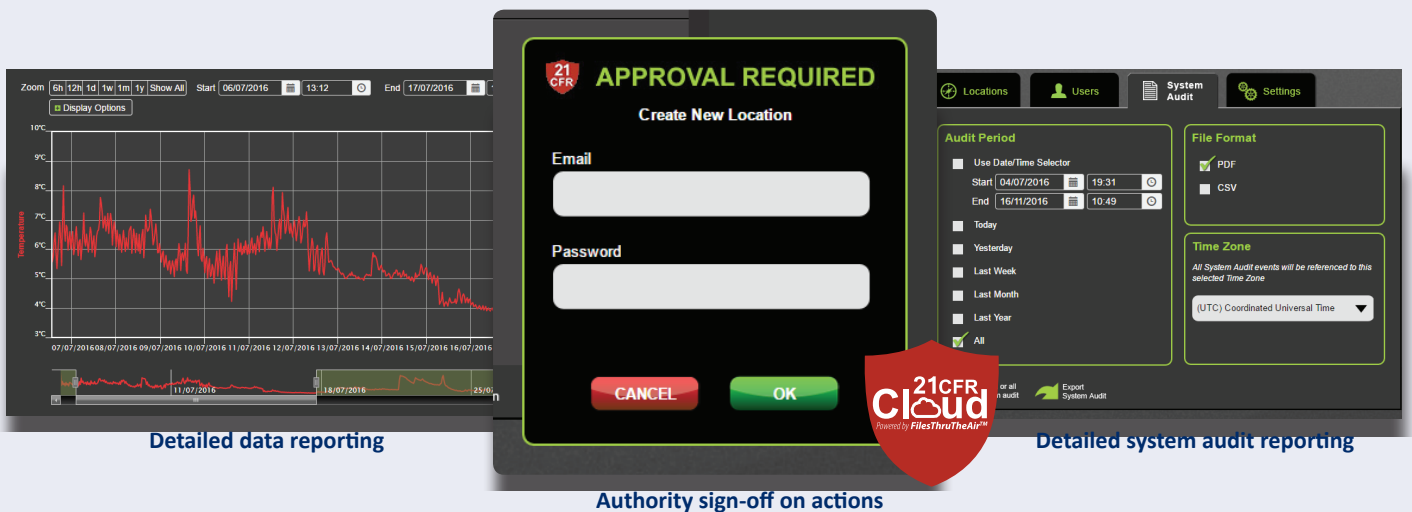 Zoom 6h 12h 1d 1w 1m 1y Show All Start 06/07/2016 13:12 End 17/07/2016
Display Options
10°C
9°C
8°C
7°C
6°C
5°C
4°C
3°C
Temperature
07/07/2016 08/07/2016 09/07/2016 10/07/2016 11/07/2016 12/07/2016 13/07/2016 14/07/2016 15/07/2016 16/07/2016
11/07/2016 18/07/2016 25/07
Detailed data reporting
21
CFR
APPROVAL REQUIRED
Create New Location
Email
Password
CANCEL OK
Authority sign-off on actions
Locations Users System
Audit Settings
Audit Period
Use Date/Time Selector
Start 04/07/2016 19:31
End 16/11/2016 10:49
Today
Yesterday
Last Week
Last Month
Last Year
All
File Format
PDF
CSV
Time Zone
All System Audit events will be referenced to this
selected Time Zone
(UTC) Coordinated Universal Time
or all
audit
Export
System Audit
21CFR
Cloud
Powered by FilesThruTheAir™
Detailed system audit reporting